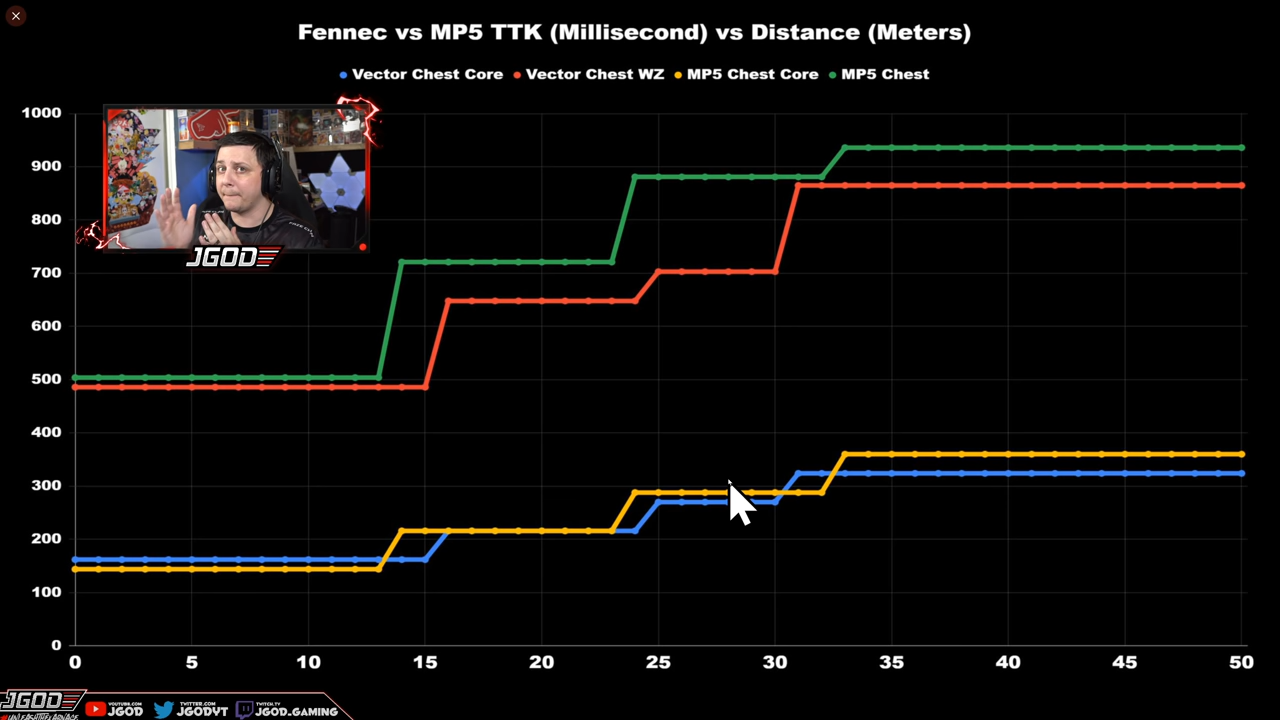 Fennec vs MP5 TTK (Millisecond) vs Distance (Meters)
Vector Chest Core Vector Chest WZ MP5 Chest Core MP5 Chest
1000
900
800
700
600
500
400
300
200
100
0
0 5 10 15 20 25 30 35 40 45 50
JGOD
JGOD
YOUTUBE.COM
JGOD
TWITTER.COM
JGODYT
TWITCH.TV
JGOD_GAMING